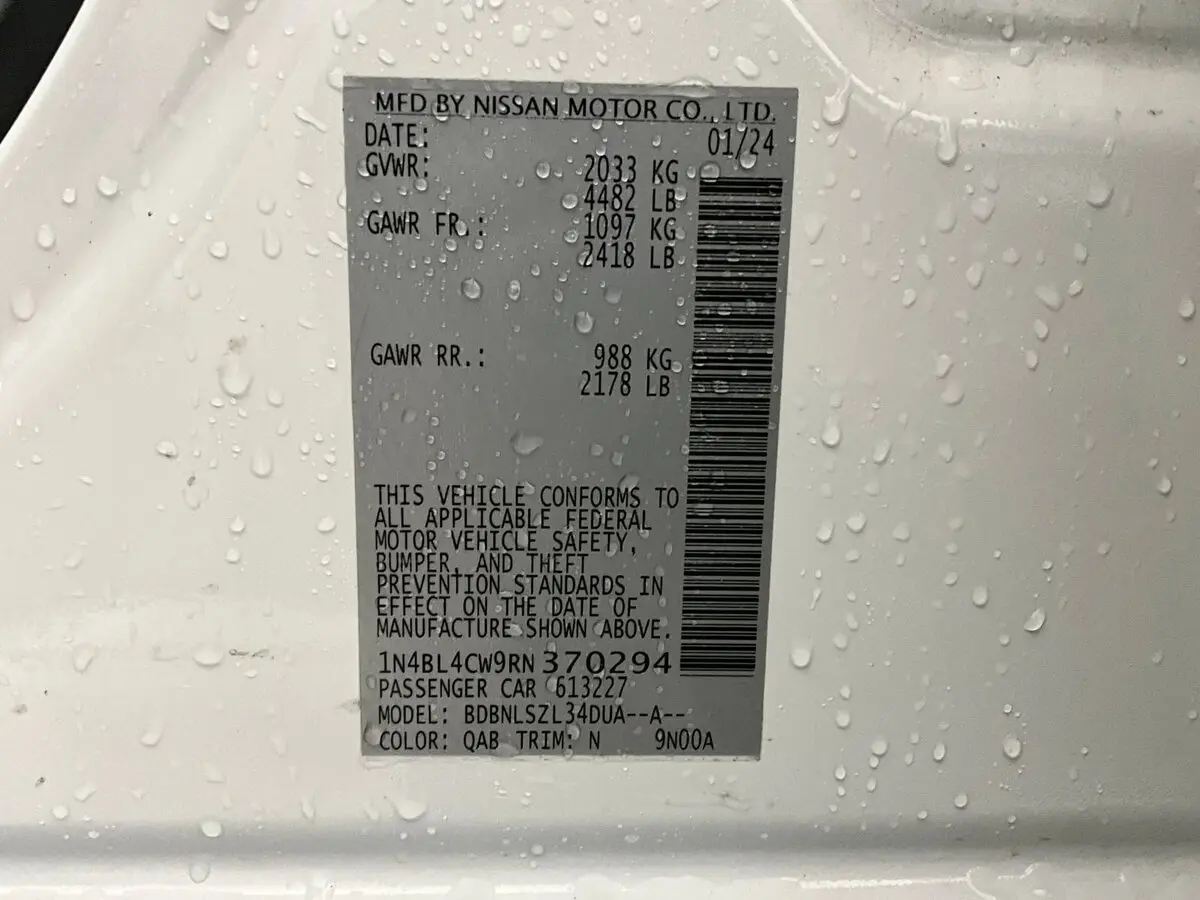 MFD BY NISSAN MOTOR CO., LTD.
DATE: 01/24
GVWR: 2033 KG
4482 LB
GAWR FR.: 1097 KG
2418 LB
GAWR RR.: 988 KG
2178 LB
THIS VEHICLE CONFORMS TO
ALL APPLICABLE FEDERAL
MOTOR VEHICLE SAFETY,
BUMPER, AND THEFT
PREVENTION STANDARDS IN
EFFECT ON THE DATE OF
MANUFACTURE SHOWN ABOVE.
1N4BL4CW9RN370294
PASSENGER CAR 613227
MODEL: BDBNLSZL34DUA--A--
COLOR: QAB TRIM: N 9N00A